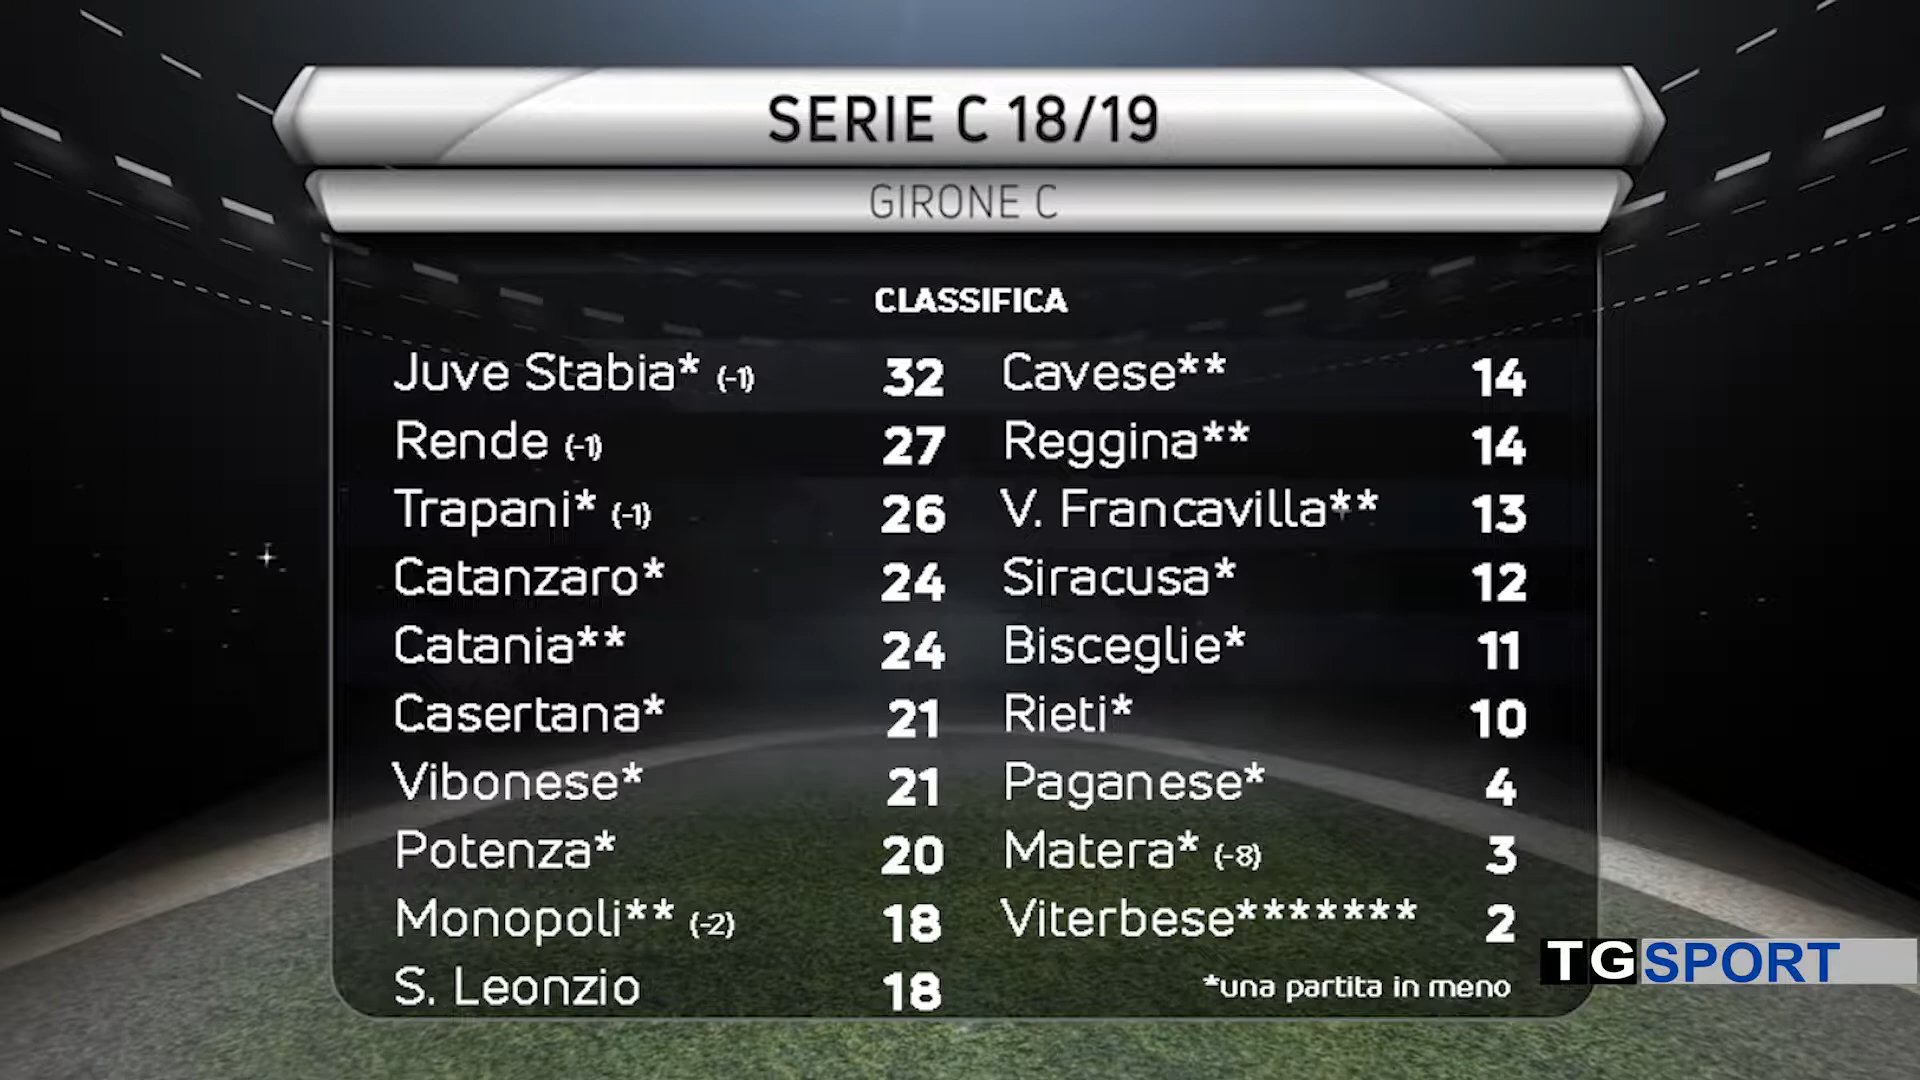 SERIE C 18/19
GIRONE C
CLASSIFICA
Juve Stabia* (-1) 32
Rende (-1) 27
Trapani* (-1) 26
Catanzaro* 24
Catania** 24
Casertana* 21
Vibonese* 21
Potenza* 20
Monopoli** (-2) 18
S. Leonzio 18
Cavese** 14
Reggina** 14
V. Francavilla** 13
Siracusa* 12
Bisceglie* 11
Rieti* 10
Paganese* 4
Matera* (-8) 3
Viterbese******* 2
*una partita in meno
TGSPORT